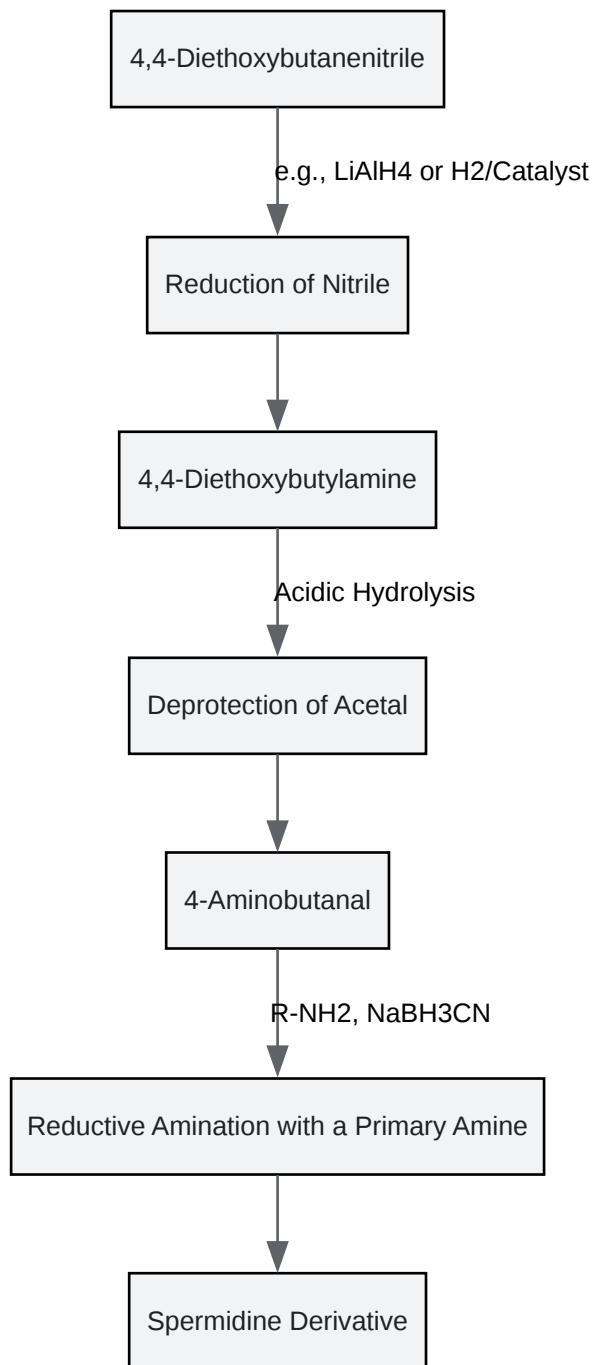 4,4-Diethoxybutanenitrile
e.g., LiAlH4 or H2/Catalyst
Reduction of Nitrile
4,4-Diethoxybutylamine
Acidic Hydrolysis
Deprotection of Acetal
4-Aminobutanal
R-NH2, NaBH3CN
Reductive Amination with a Primary Amine
Spermidine Derivative